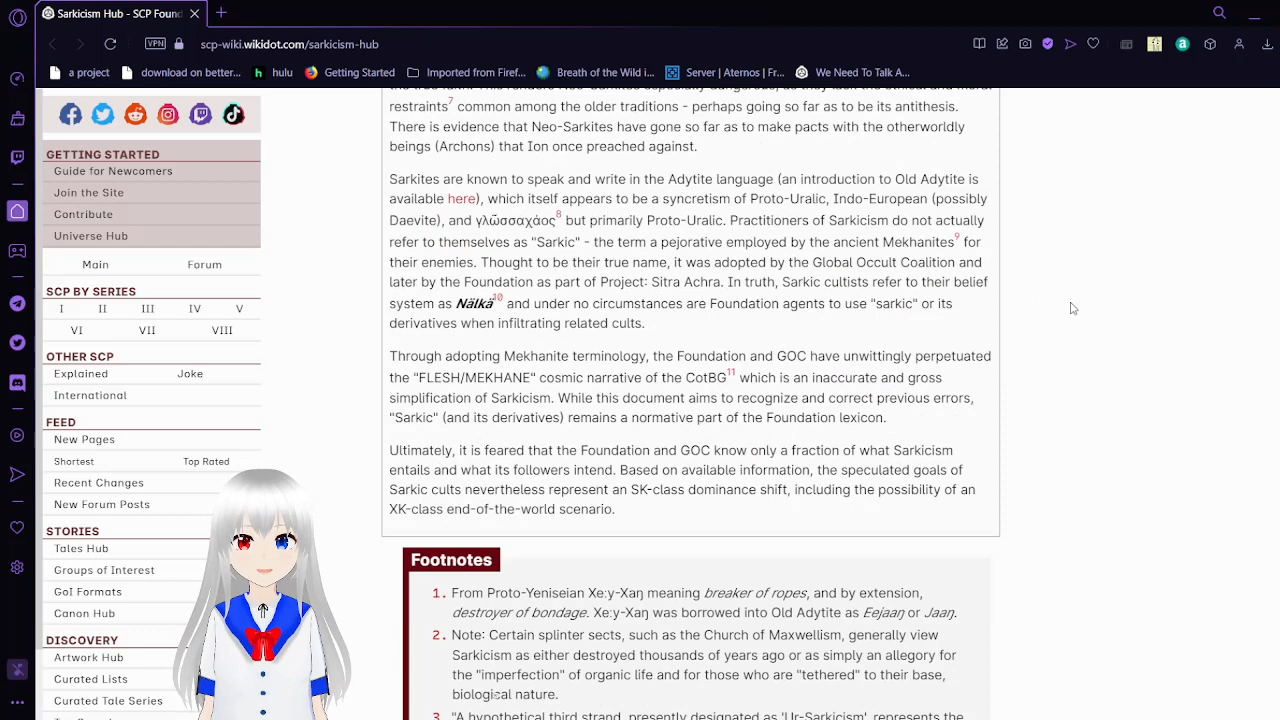 Sarkicism Hub - SCP Found
scp-wiki.wikidot.com/sarkicism-hub
VPN
a project
download on better...
hulu
Getting Started
Imported from Firef...
Breath of the Wild i...
Server | Aternos | Fr...
We Need To Talk A...
GETTING STARTED
Guide for Newcomers
Join the Site
Contribute
Universe Hub
Main Forum
SCP BY SERIES
I II III IV V
VI VII VIII
OTHER SCP
Explained Joke
International
FEED
New Pages
Shortest Top Rated
Recent Changes
New Forum Posts
STORIES
Tales Hub
Groups of Interest
GoI Formats
Canon Hub
DISCOVERY
Artwork Hub
Curated Lists
Curated Tale Series
restraints7 common among the older traditions - perhaps going so far as to be its antithesis.
There is evidence that Neo-Sarkites have gone so far as to make pacts with the otherworldly
beings (Archons) that Ion once preached against.
Sarkites are known to speak and write in the Adytite language (an introduction to Old Adytite is
available here), which itself appears to be a syncretism of Proto-Uralic, Indo-European (possibly
Daevite), and γλῶσσαχάος8 but primarily Proto-Uralic. Practitioners of Sarkicism do not actually
refer to themselves as "Sarkic" - the term a pejorative employed by the ancient Mekhanites9 for
their enemies. Thought to be their true name, it was adopted by the Global Occult Coalition and
later by the Foundation as part of Project: Sitra Achra. In truth, Sarkic cultists refer to their belief
system as Nälkä10 and under no circumstances are Foundation agents to use "sarkic" or its
derivatives when infiltrating related cults.
Through adopting Mekhanite terminology, the Foundation and GOC have unwittingly perpetuated
the "FLESH/MEKHANE" cosmic narrative of the CotBG11 which is an inaccurate and gross
simplification of Sarkicism. While this document aims to recognize and correct previous errors,
"Sarkic" (and its derivatives) remains a normative part of the Foundation lexicon.
Ultimately, it is feared that the Foundation and GOC know only a fraction of what Sarkicism
entails and what its followers intend. Based on available information, the speculated goals of
Sarkic cults nevertheless represent an SK-class dominance shift, including the possibility of an
XK-class end-of-the-world scenario.
Footnotes
1. From Proto-Yeniseian Xeːy-Xaŋ meaning breaker of ropes, and by extension,
destroyer of bondage. Xeːy-Xaŋ was borrowed into Old Adytite as Eejaaŋ or Jaaŋ.
2. Note: Certain splinter sects, such as the Church of Maxwellism, generally view
Sarkicism as either destroyed thousands of years ago or as simply an allegory for
the "imperfection" of organic life and for those who are "tethered" to their base,
biological nature.
3. "A hypothetical third strand, presently designated as 'Ur-Sarkicism', represents the